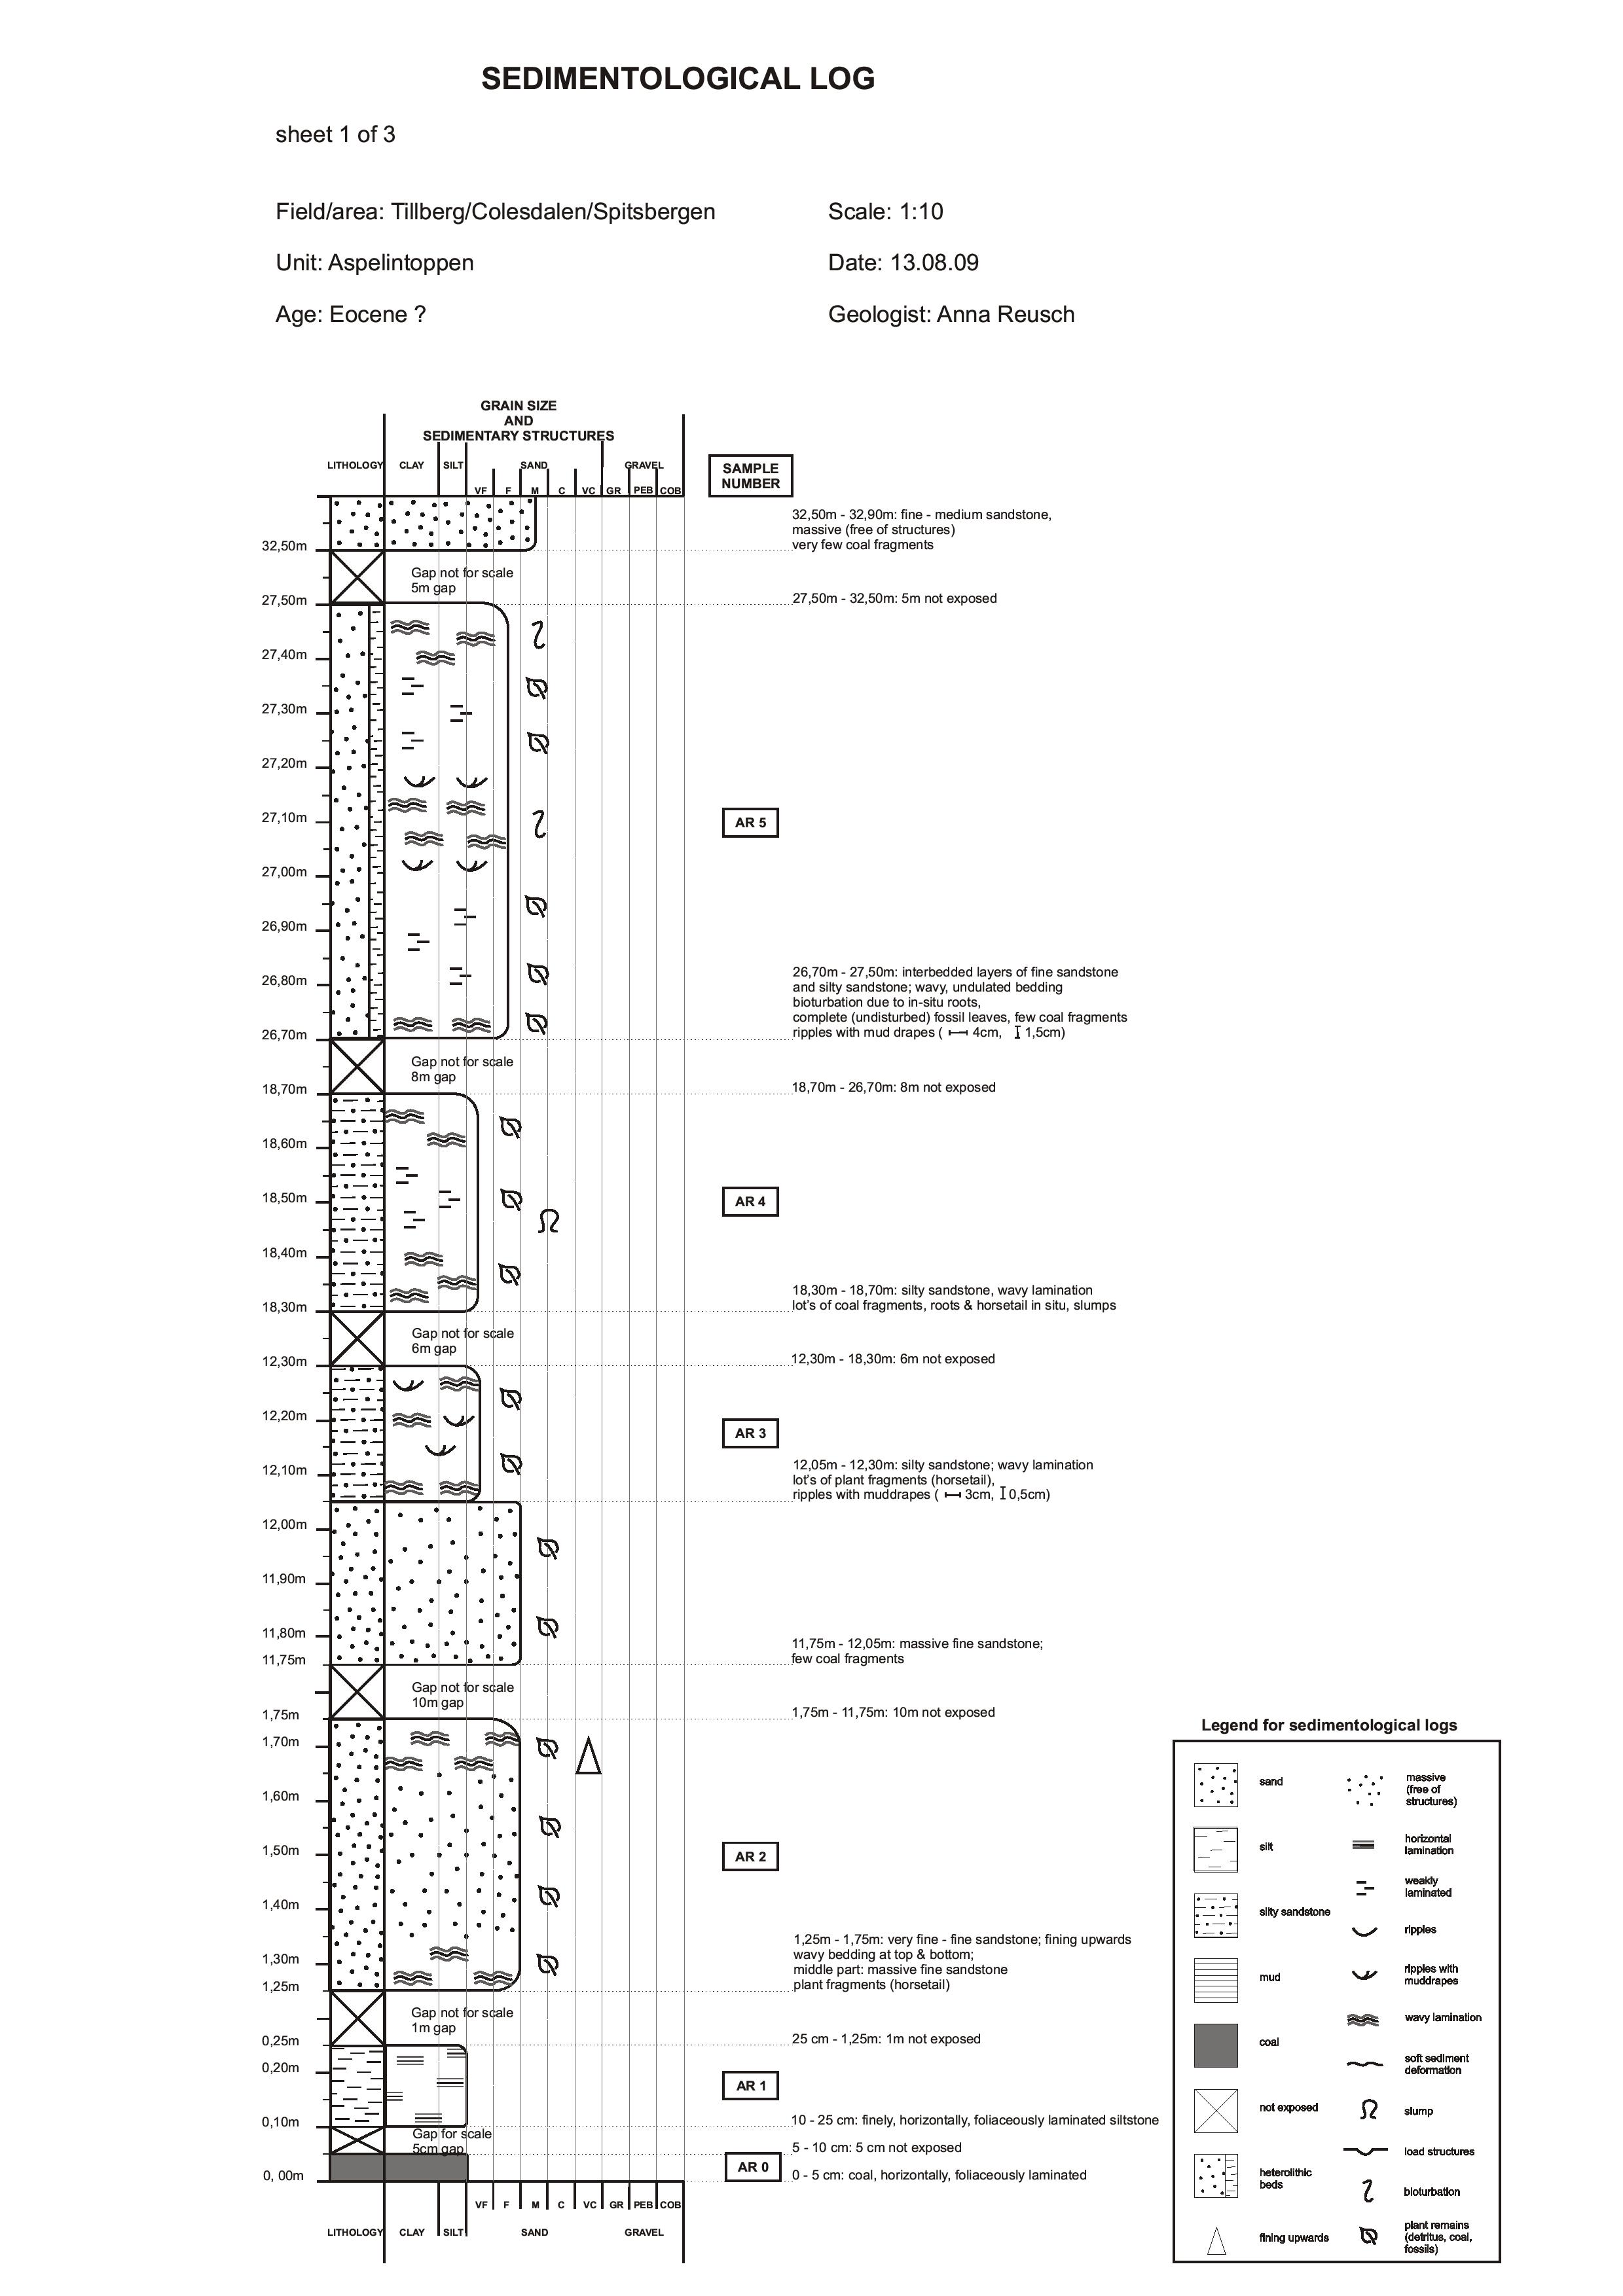 SEDIMENTOLOGICAL LOG
sheet 1 of 3
Field/area: Tillberg/Colesdalen/Spitsbergen
Scale: 1:10
Unit: Aspelintoppen
Date: 13.08.09
Age: Eocene ?
Geologist: Anna Reusch
GRAIN SIZE
AND
SEDIMENTARY STRUCTURES
LITHOLOGY CLAY SILT SAND GRAVEL
VF F M C VC GR PEB COB
SAMPLE
NUMBER
32,50m - 32,90m: fine - medium sandstone,
massive (free of structures)
very few coal fragments
32,50m
Gap not for scale
5m gap
27,50m
27,50m - 32,50m: 5m not exposed
27,40m
27,30m
27,20m
27,10m
AR 5
27,00m
26,90m
26,80m
26,70m - 27,50m: interbedded layers of fine sandstone
and silty sandstone; wavy, undulated bedding
bioturbation due to in-situ roots,
complete (undisturbed) fossil leaves, few coal fragments
ripples with mud drapes ( 4cm, 1,5cm)
26,70m
Gap not for scale
8m gap
18,70m
18,70m - 26,70m: 8m not exposed
18,60m
18,50m
AR 4
18,40m
18,30m - 18,70m: silty sandstone, wavy lamination
lot's of coal fragments, roots & horsetail in situ, slumps
18,30m
Gap not for scale
6m gap
12,30m
12,30m - 18,30m: 6m not exposed
12,20m
AR 3
12,10m
12,05m - 12,30m: silty sandstone; wavy lamination
lot's of plant fragments (horsetail),
ripples with muddrapes ( 3cm, 0,5cm)
12,00m
11,90m
11,80m
11,75m - 12,05m: massive fine sandstone;
few coal fragments
11,75m
Gap not for scale
10m gap
1,75m
1,75m - 11,75m: 10m not exposed
1,70m
1,60m
1,50m
AR 2
1,40m
1,30m
1,25m - 1,75m: very fine - fine sandstone; fining upwards
wavy bedding at top & bottom;
middle part: massive fine sandstone
plant fragments (horsetail)
1,25m
Gap not for scale
1m gap
0,25m
25 cm - 1,25m: 1m not exposed
0,20m
AR 1
0,10m
10 - 25 cm: finely, horizontally, foliaceously laminated siltstone
Gap for scale
5cm gap
5 - 10 cm: 5 cm not exposed
AR 0
0, 00m
0 - 5 cm: coal, horizontally, foliaceously laminated
VF F M C VC GR PEB COB
LITHOLOGY CLAY SILT SAND GRAVEL
Legend for sedimentological logs
sand
massive
(free of
structures)
silt
horizontal
lamination
weakly
laminated
silty sandstone
ripples
mud
ripples with
muddrapes
wavy lamination
coal
soft sediment
deformation
not exposed
slump
load structures
heterolithic
beds
bioturbation
fining upwards
plant remains
(detritus, coal,
fossils)